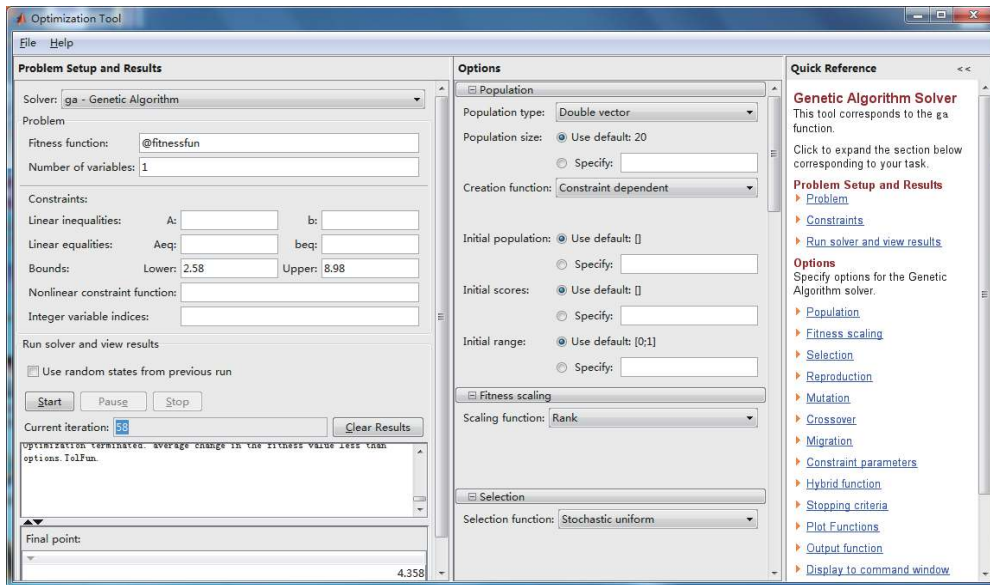 Optimization Tool
File Help
Problem Setup and Results
Solver: ga - Genetic Algorithm
Problem
Fitness function: @fitnessfun
Number of variables: 1
Constraints:
Linear inequalities: A: b:
Linear equalities: Aeq: beq:
Bounds: Lower: 2.58 Upper: 8.98
Nonlinear constraint function:
Integer variable indices:
Run solver and view results
Use random states from previous run
Start Pause Stop
Current iteration: 58 Clear Results
Optimization terminated. average change in the fitness value less than
options.TolFun.
Final point:
4.358
Options
Population
Population type: Double vector
Population size: Use default: 20
Specify:
Creation function: Constraint dependent
Initial population: Use default: []
Specify:
Initial scores: Use default: []
Specify:
Initial range: Use default: [0;1]
Specify:
Fitness scaling
Scaling function: Rank
Selection
Selection function: Stochastic uniform
Quick Reference <<
Genetic Algorithm Solver
This tool corresponds to the ga
function.
Click to expand the section below
corresponding to your task.
Problem Setup and Results
Problem
Constraints
Run solver and view results
Options
Specify options for the Genetic
Algorithm solver.
Population
Fitness scaling
Selection
Reproduction
Mutation
Crossover
Migration
Constraint parameters
Hybrid function
Stopping criteria
Plot Functions
Output function
Display to command window